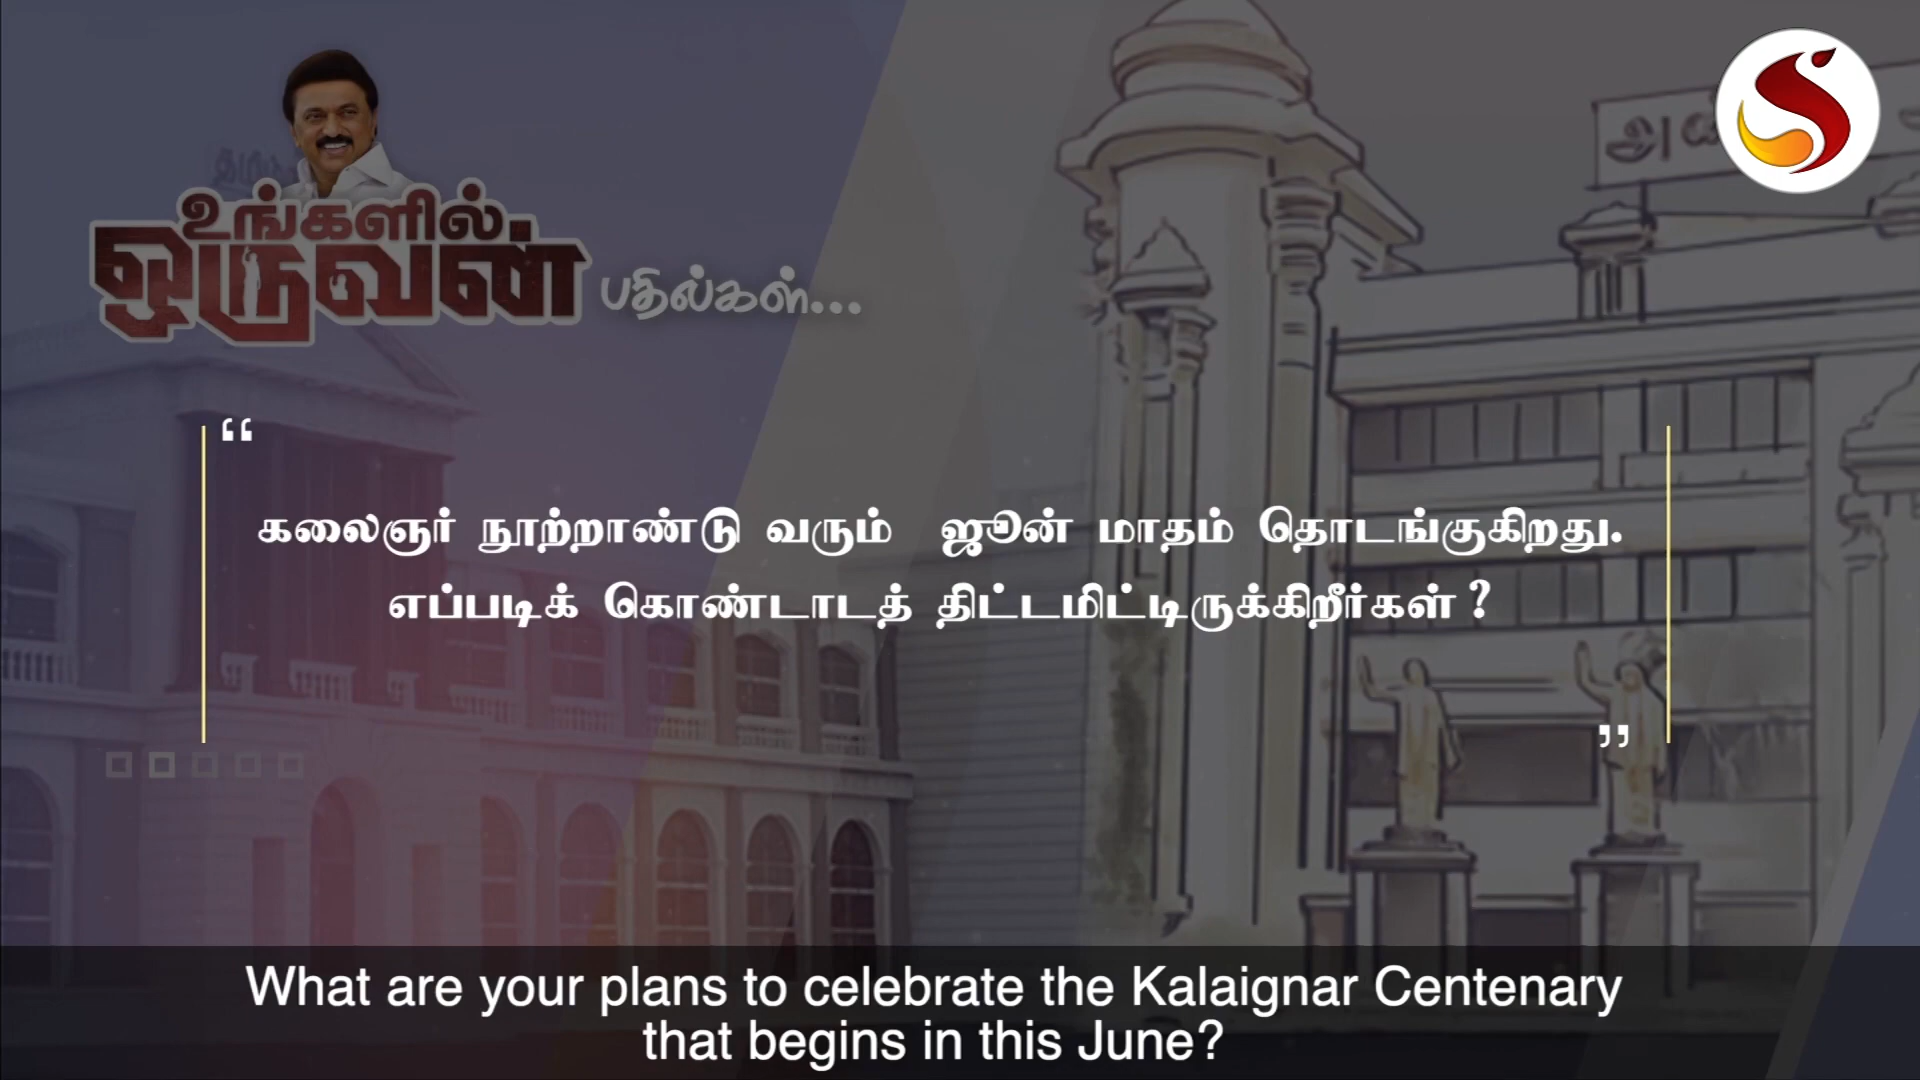 உங்களில்
ஒருவன் பதில்கள்...
“
கலைஞர் நூற்றாண்டு வரும் ஜூன் மாதம் தொடங்குகிறது.
எப்படிக் கொண்டாடத் திட்டமிட்டிருக்கிறீர்கள்?
”
What are your plans to celebrate the Kalaignar Centenary
that begins in this June?